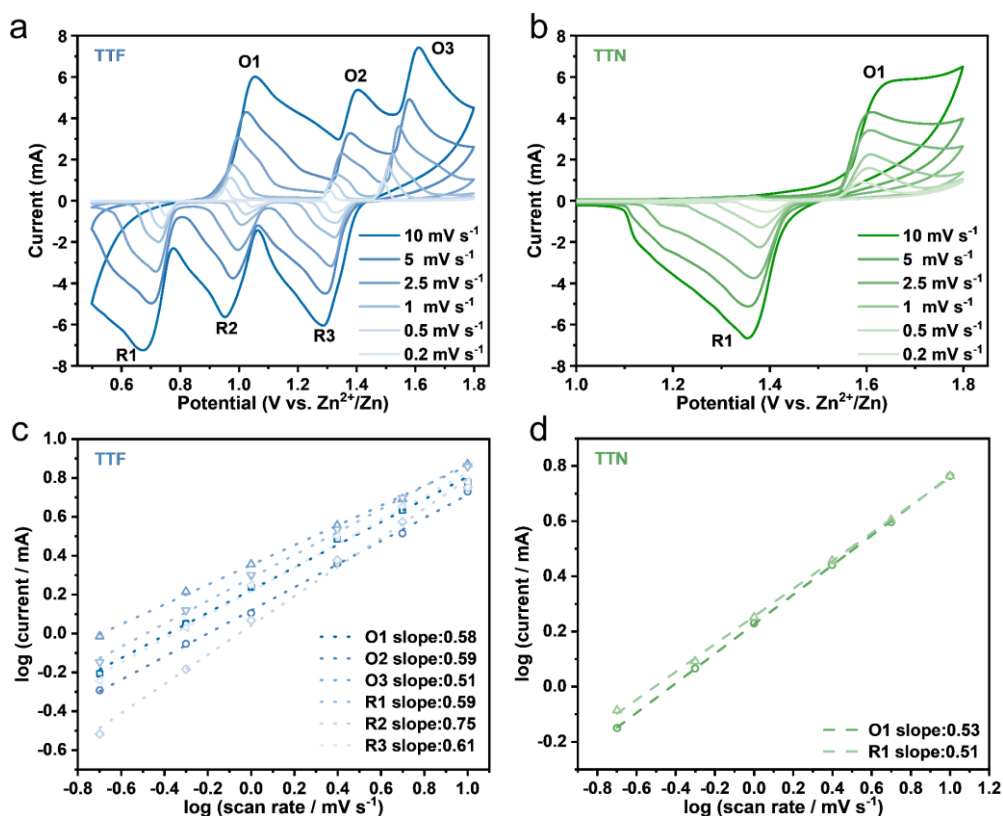 a
TTF
O1
O2
O3
R1
R2
R3
10 mV s⁻¹
5 mV s⁻¹
2.5 mV s⁻¹
1 mV s⁻¹
0.5 mV s⁻¹
0.2 mV s⁻¹
8
6
4
2
0
-2
-4
-6
-8
Current (mA)
0.6 0.8 1.0 1.2 1.4 1.6 1.8
Potential (V vs. Zn²⁺/Zn)
b
TTN
O1
R1
10 mV s⁻¹
5 mV s⁻¹
2.5 mV s⁻¹
1 mV s⁻¹
0.5 mV s⁻¹
0.2 mV s⁻¹
8
6
4
2
0
-2
-4
-6
-8
Current (mA)
1.0 1.2 1.4 1.6 1.8
Potential (V vs. Zn²⁺/Zn)
c
TTF
1.0
0.8
0.6
0.4
0.2
0.0
-0.2
-0.4
-0.6
log (current / mA)
O1 slope:0.58
O2 slope:0.59
O3 slope:0.51
R1 slope:0.59
R2 slope:0.75
R3 slope:0.61
-0.8 -0.6 -0.4 -0.2 0.0 0.2 0.4 0.6 0.8 1.0
log (scan rate / mV s⁻¹)
d
TTN
0.8
0.6
0.4
0.2
0.0
-0.2
log (current / mA)
O1 slope:0.53
R1 slope:0.51
-0.8 -0.6 -0.4 -0.2 0.0 0.2 0.4 0.6 0.8 1.0 1.2
log (scan rate / mV s⁻¹)